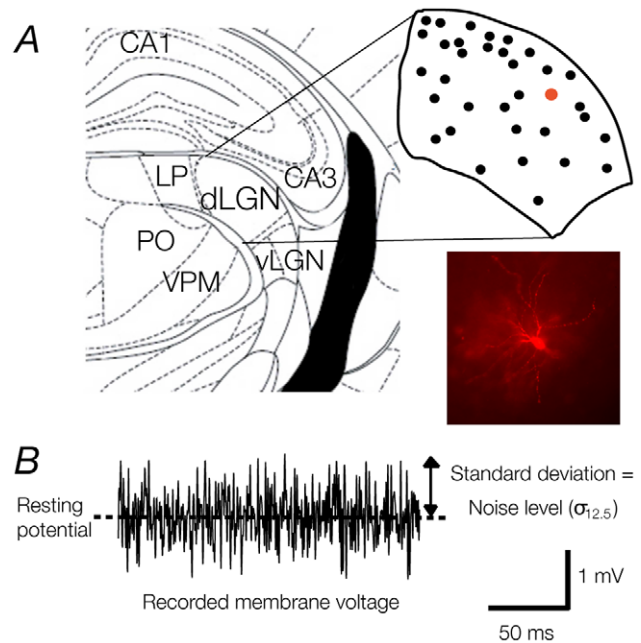 A
CA1
LP
dLGN
CA3
PO
vLGN
VPM
B
Resting
potential
Standard deviation =
Noise level (σ12.5)
Recorded membrane voltage
1 mV
50 ms